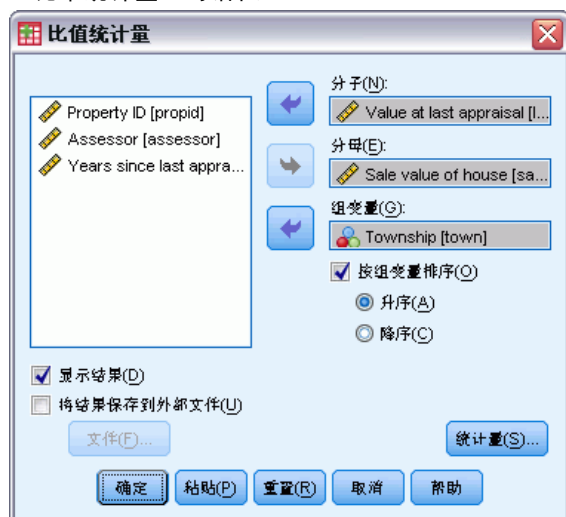 比值统计量
分子(N):
Property ID [propid]
Value at last appraisal [l...
Assessor [assessor]
分母(E):
Years since last appra...
Sale value of house [sa...
组变量(G):
Township [town]
按组变量排序(O)
升序(A)
降序(C)
显示结果(D)
将结果保存到外部文件(U)
文件(F)...
统计量(S)...
确定
粘贴(P)
重置(R)
取消
帮助